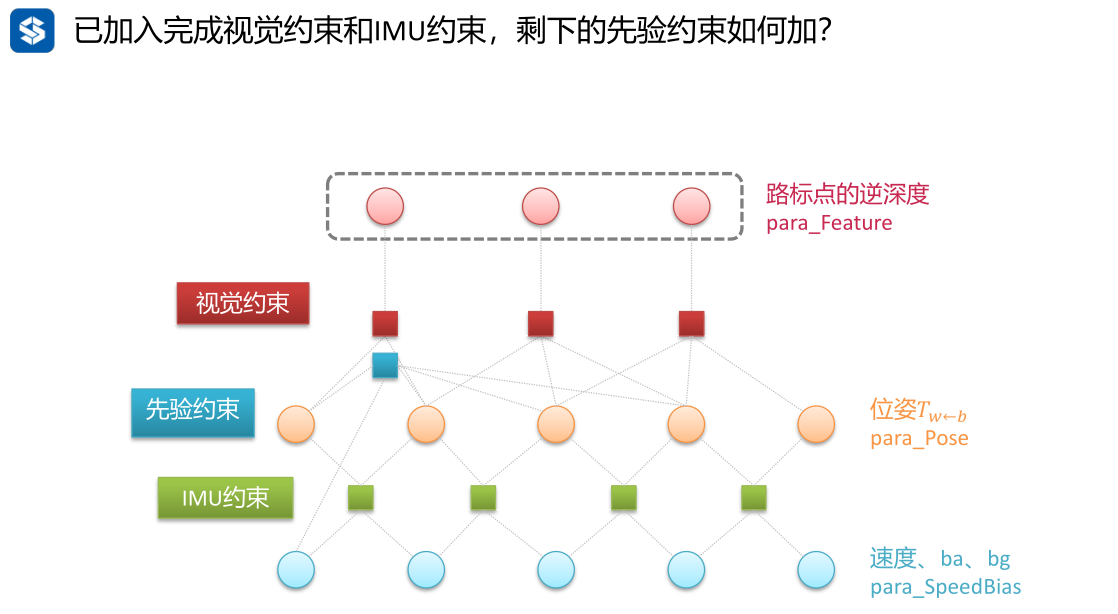 已加入完成视觉约束和IMU约束，剩下的先验约束如何加？
路标点的逆深度
para_Feature
视觉约束
先验约束
位姿T_{w←b}
para_Pose
IMU约束
速度、ba、bg
para_SpeedBias